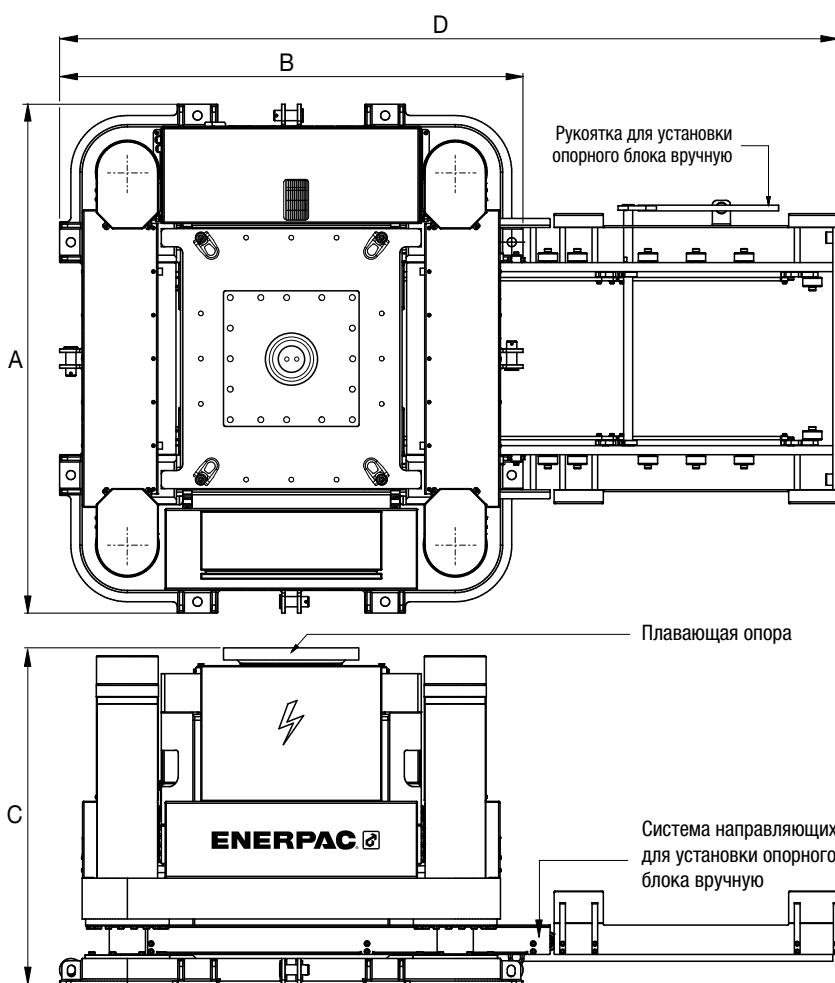 D
B
Рукоятка для установки
опорного блока вручную
A
Плавающая опора
C
ENERPAC
Система направляющих
для установки опорного
блока вручную